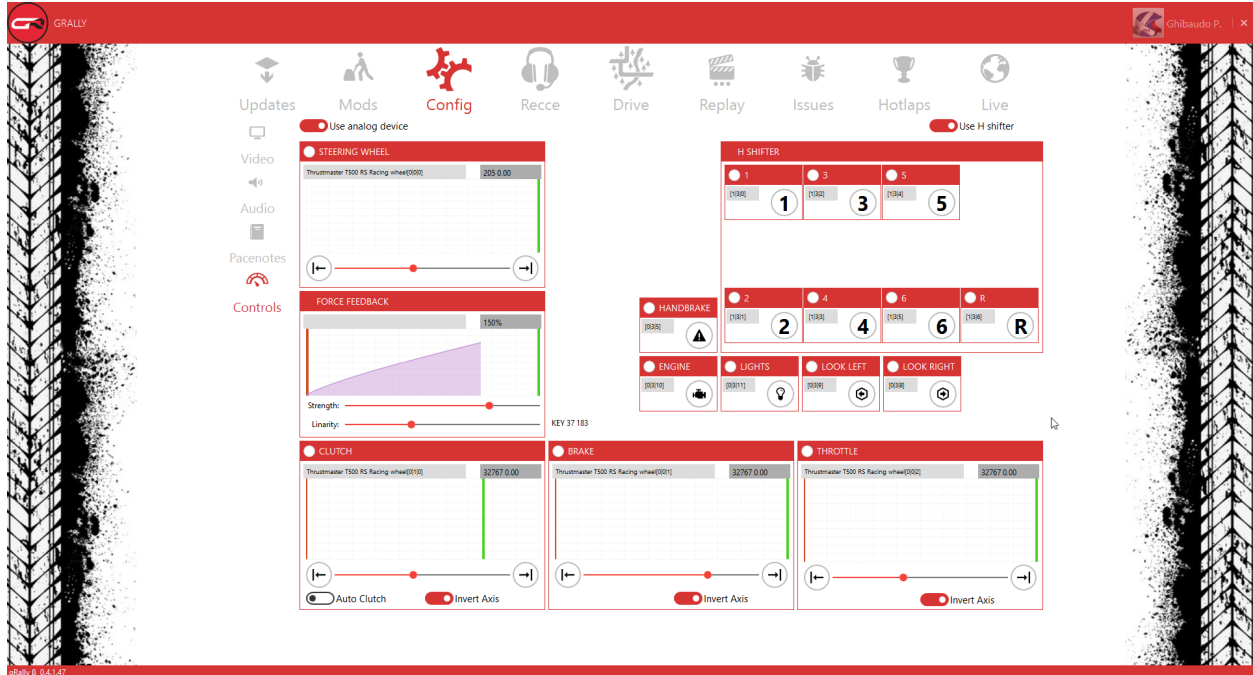 GRALLY
Ghibaudo P.
Updates
Mods
Config
Recce
Drive
Replay
Issues
Hotlaps
Live
Video
Audio
Pacenotes
Controls
Use analog device
Use H shifter
STEERING WHEEL
Thrustmaster T500 RS Racing wheel[0|0|0]
205 0.00
FORCE FEEDBACK
150%
Strength:
Linarity:
KEY 37 183
H SHIFTER
1
[1|3|0]
1
3
[1|3|2]
3
5
[1|3|4]
5
2
[1|3|1]
2
4
[1|3|3]
4
6
[1|3|5]
6
R
[1|3|6]
R
HANDBRAKE
[0|3|5]
ENGINE
[0|3|10]
LIGHTS
[0|3|11]
LOOK LEFT
[0|3|9]
LOOK RIGHT
[0|3|8]
CLUTCH
Thrustmaster T500 RS Racing wheel[0|1|0]
32767 0.00
Auto Clutch
Invert Axis
BRAKE
Thrustmaster T500 RS Racing wheel[0|0|1]
32767 0.00
Invert Axis
THROTTLE
Thrustmaster T500 RS Racing wheel[0|0|2]
32767 0.00
Invert Axis
gRally β 0.4.1.47